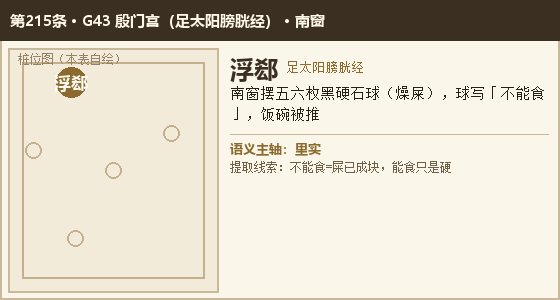 第215条·G43 殷门宫（足太阳膀胱经）·南窗
桩位图（本表自绘）
浮郄
浮郄 足太阳膀胱经
南窗摆五六枚黑硬石球（燥屎），球写「不能食
」，饭碗被推
语义主轴：里实
提取线索：不能食=屎已成块，能食只是硬